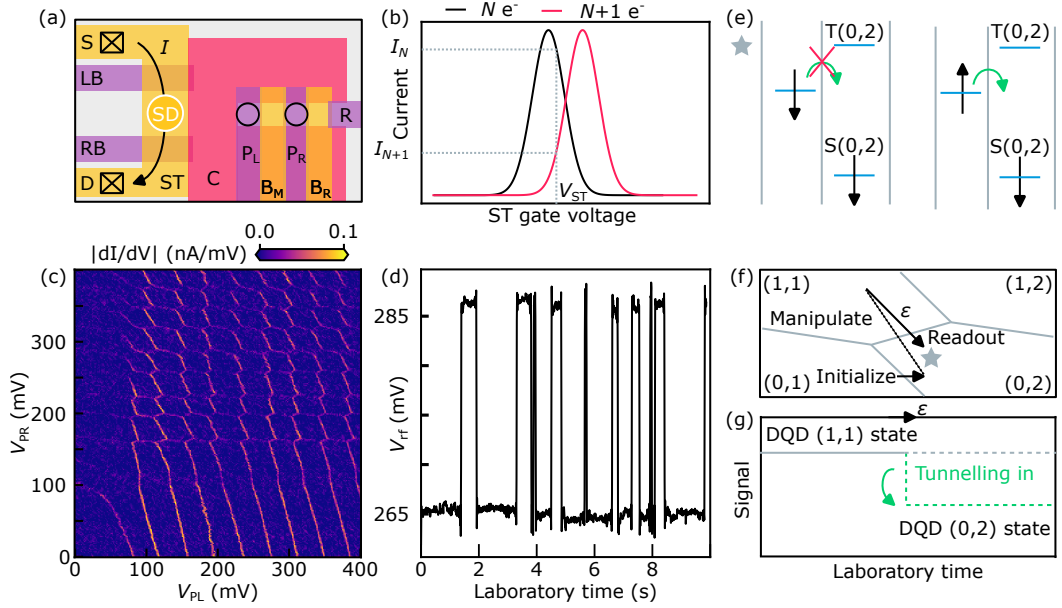 (a)
S
I
LB
SD
R
RB
P_L
P_R
C
D
ST
B_M
B_R
(b)
N e⁻
N+1 e⁻
I_N
Current
I_{N+1}
V_ST
ST gate voltage
(e)
T(0,2)
T(0,2)
S(0,2)
S(0,2)
|dI/dV| (nA/mV)
0.0
0.1
(c)
300
200
100
0
V_PR (mV)
0
100
200
300
400
V_PL (mV)
(d)
285
265
V_rf (mV)
0
2
4
6
8
Laboratory time (s)
(f)
(1,1)
(1,2)
ε
Manipulate
Readout
(0,1)
Initialize
(0,2)
ε
(g)
DQD (1,1) state
Tunnelling in
DQD (0,2) state
Signal
Laboratory time